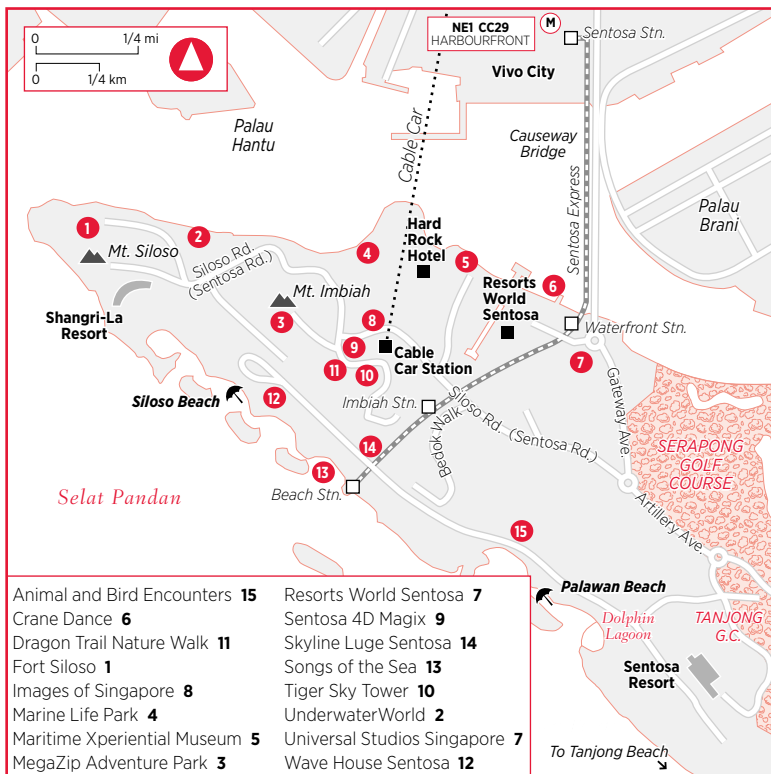 0 1/4 mi
0 1/4 km
NE1 CC29
HARBOURFRONT
M
Sentosa Stn.
Vivo City
Palau
Hantu
Cable Car
Causeway
Bridge
Sentosa Express
Palau
Brani
1
Mt. Siloso
2
Siloso Rd.
(Sentosa Rd.)
4
Hard
Rock
Hotel
5
Resorts
World
Sentosa
6
Waterfront Stn.
7
Shangri-La
Resort
Mt. Imbiah
3
8
9
Cable
Car Station
11
10
Siloso Beach
12
Imbiah Stn.
Bedok Walk
Siloso Rd. (Sentosa Rd.)
Gateway Ave.
SERAPONG
GOLF
COURSE
14
13
Beach Stn.
Selat Pandan
Artillery Ave.
15
Palawan Beach
Dolphin
Lagoon
TANJONG
G.C.
Sentosa
Resort
To Tanjong Beach
Animal and Bird Encounters 15
Crane Dance 6
Dragon Trail Nature Walk 11
Fort Siloso 1
Images of Singapore 8
Marine Life Park 4
Maritime Xperiential Museum 5
MegaZip Adventure Park 3
Resorts World Sentosa 7
Sentosa 4D Magix 9
Skyline Luge Sentosa 14
Songs of the Sea 13
Tiger Sky Tower 10
UnderwaterWorld 2
Universal Studios Singapore 7
Wave House Sentosa 12